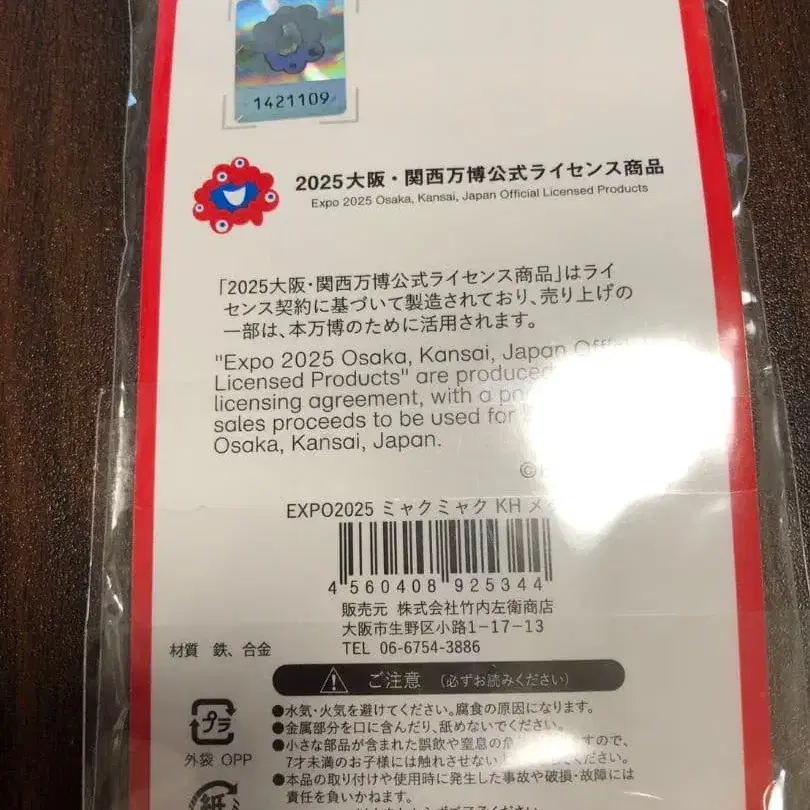 1421109
2025大阪・関西万博公式ライセンス商品
Expo 2025 Osaka, Kansai, Japan Official Licensed Products
「2025大阪・関西万博公式ライセンス商品」はライ
センス契約に基づいて製造されており、売り上げの
一部は、本万博のために活用されます。
"Expo 2025 Osaka, Kansai, Japan
Licensed Products" are produced
licensing agreement, with a
sales proceeds to be used for
Osaka, Kansai, Japan.
©
EXPO2025 ミャクミャク KH
4 560408 925344
販売元 株式会社竹内左衛商店
大阪市生野区小路1-17-13
TEL 06-6754-3886
材質 鉄、合金
ご注意 (必ずお読みください)
●水気・火気を避けてください。腐食の原因になります。
●金属部分を口に含んだり、舐めないでください。
●小さな部品が含まれた誤飲や窒息の
すので、
7才未満のお子様には触れさせない
ください。
●本品の取り付けや使用時に発生した事故や破損・故障には
責任を負いかねます。
プラ
外袋 OPP
紙